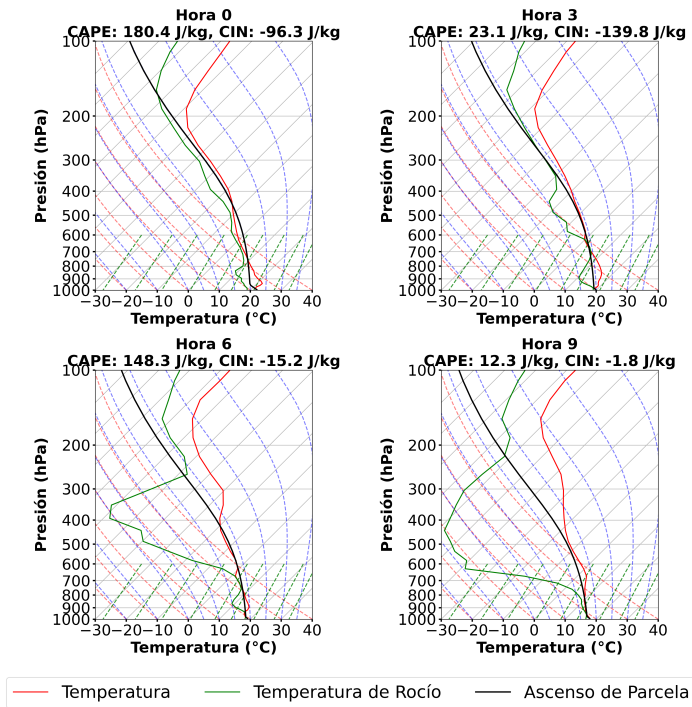 Hora 0
CAPE: 180.4 J/kg, CIN: -96.3 J/kg
Presión (hPa)
100
200
300
400
500
600
700
800
900
1000
−30 −20 −10 0 10 20 30 40
Temperatura (°C)
Hora 3
CAPE: 23.1 J/kg, CIN: -139.8 J/kg
Presión (hPa)
100
200
300
400
500
600
700
800
900
1000
−30 −20 −10 0 10 20 30 40
Temperatura (°C)
Hora 6
CAPE: 148.3 J/kg, CIN: -15.2 J/kg
Presión (hPa)
100
200
300
400
500
600
700
800
900
1000
−30 −20 −10 0 10 20 30 40
Temperatura (°C)
Hora 9
CAPE: 12.3 J/kg, CIN: -1.8 J/kg
Presión (hPa)
100
200
300
400
500
600
700
800
900
1000
−30 −20 −10 0 10 20 30 40
Temperatura (°C)
Temperatura Temperatura de Rocío Ascenso de Parcela